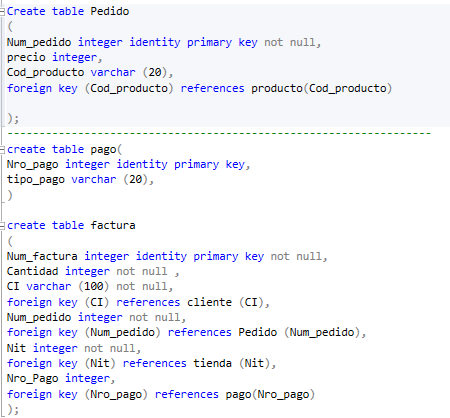 Create table Pedido
(
Num_pedido integer identity primary key not null,
precio integer,
Cod_producto varchar (20),
foreign key (Cod_producto) references producto(Cod_producto)
);
----------------------------------------------------------------
create table pago(
Nro_pago integer identity primary key,
tipo_pago varchar (20),
)
create table factura
(
Num_factura integer identity primary key not null,
Cantidad integer not null ,
CI varchar (100) not null,
foreign key (CI) references cliente (CI),
Num_pedido integer not null,
foreign key (Num_pedido) references Pedido (Num_pedido),
Nit integer not null,
foreign key (Nit) references tienda (Nit),
Nro_Pago integer,
foreign key (Nro_pago) references pago(Nro_pago)
);